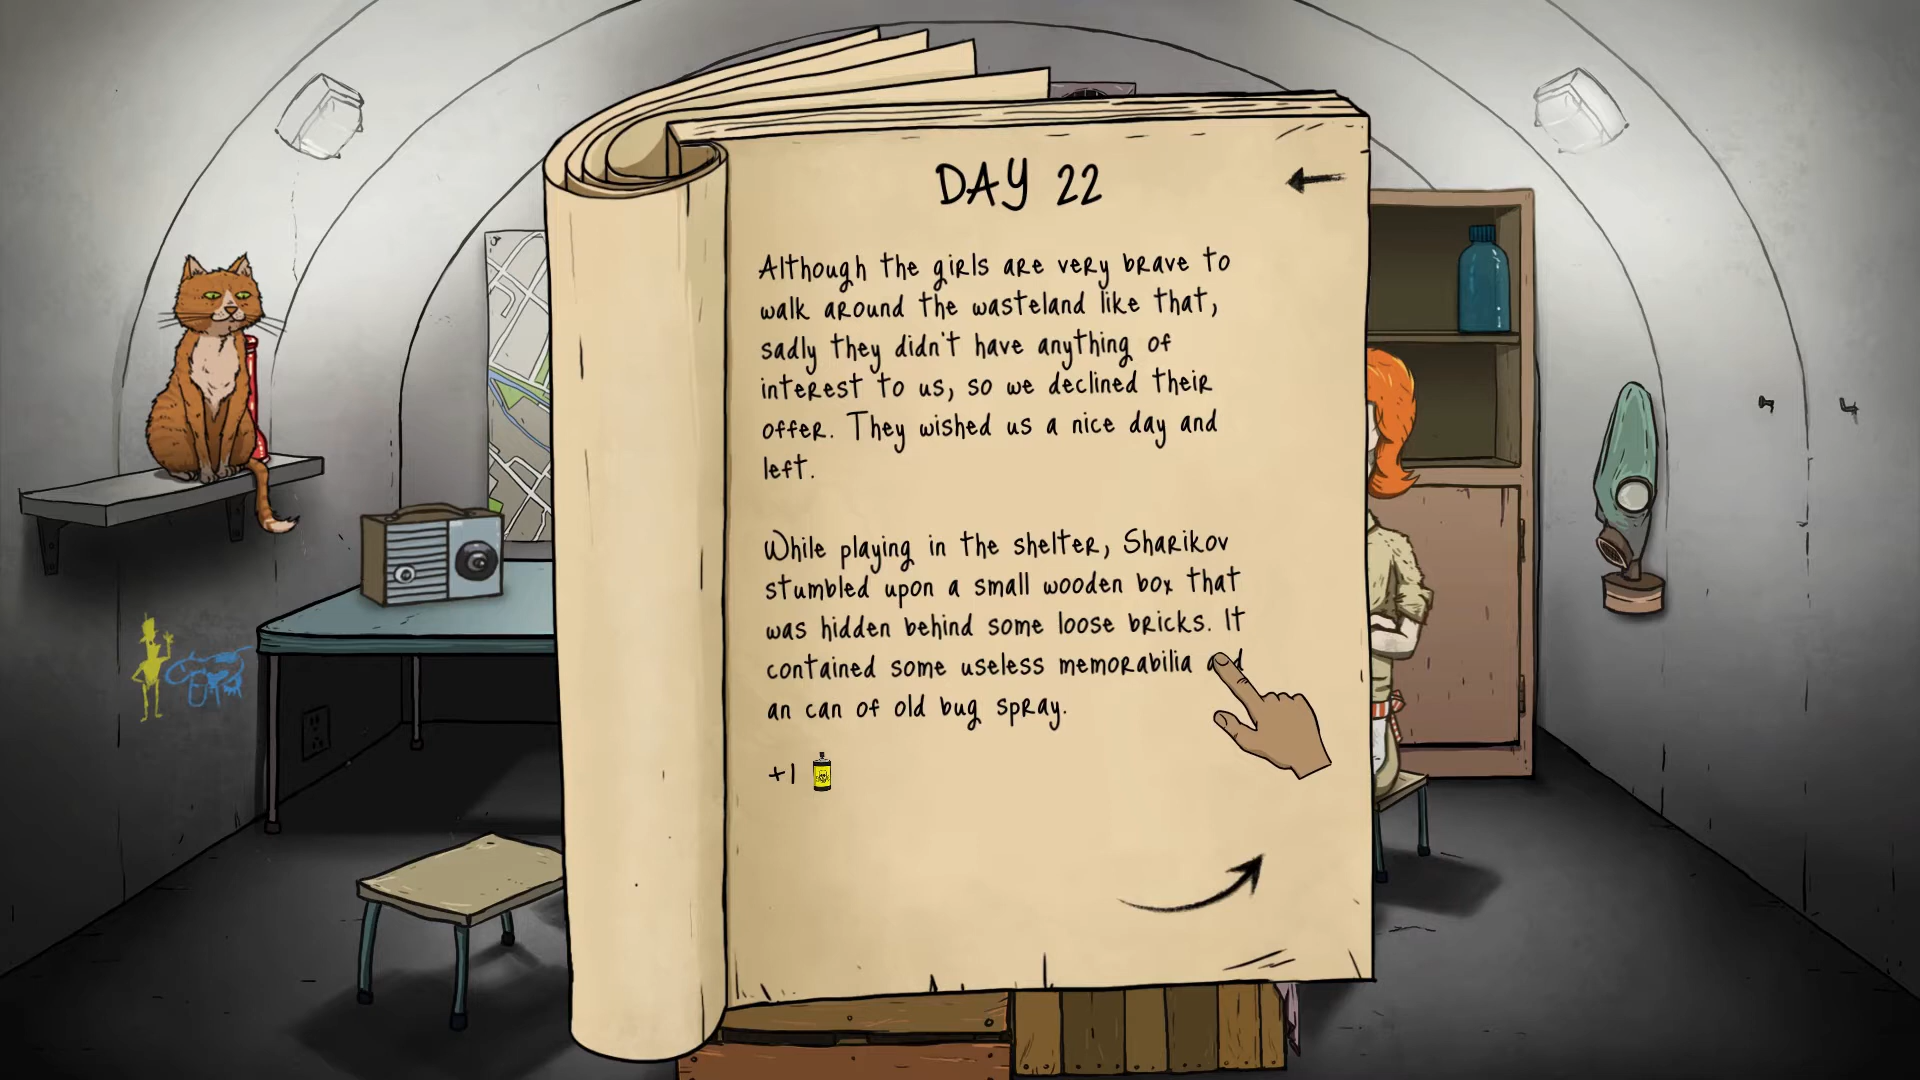 DAY 22
Although the girls are very brave to
walk around the wasteland like that,
sadly they didn't have anything of
interest to us, so we declined their
offer. They wished us a nice day and
left.
While playing in the shelter, Sharikov
stumbled upon a small wooden box that
was hidden behind some loose bricks. It
contained some useless memorabilia and
an can of old bug spray.
+1